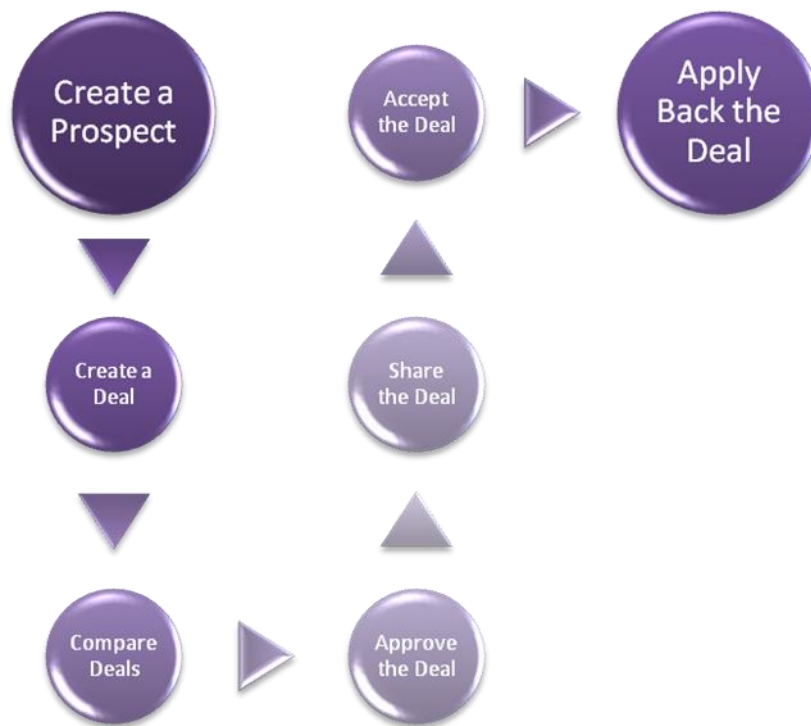 Create a
Prospect
Create a
Deal
Compare
Deals
Approve
the Deal
Share
the Deal
Accept
the Deal
Apply
Back the
Deal